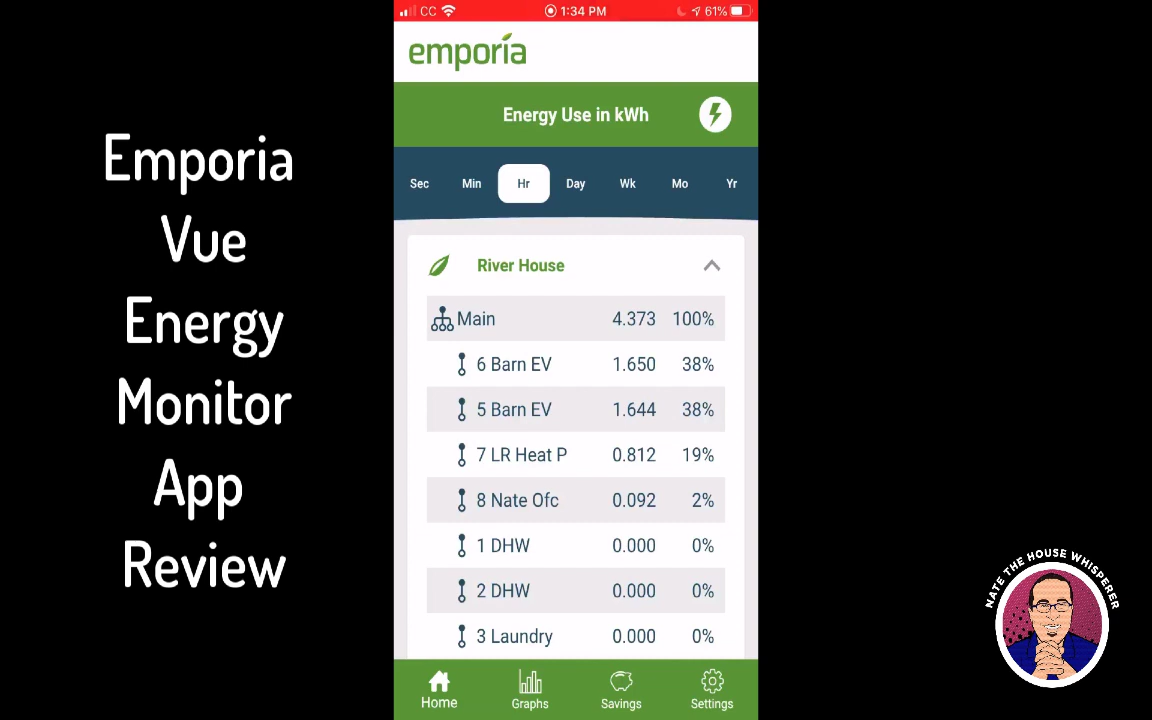 Emporia
Vue
Energy
Monitor
App
Review
CC 1:34 PM 61%
emporia
Energy Use in kWh
Sec Min Hr Day Wk Mo Yr
River House
Main 4.373 100%
6 Barn EV 1.650 38%
5 Barn EV 1.644 38%
7 LR Heat P 0.812 19%
8 Nate Ofc 0.092 2%
1 DHW 0.000 0%
2 DHW 0.000 0%
3 Laundry 0.000 0%
Home Graphs Savings Settings
NATE THE HOUSE WHISPERER